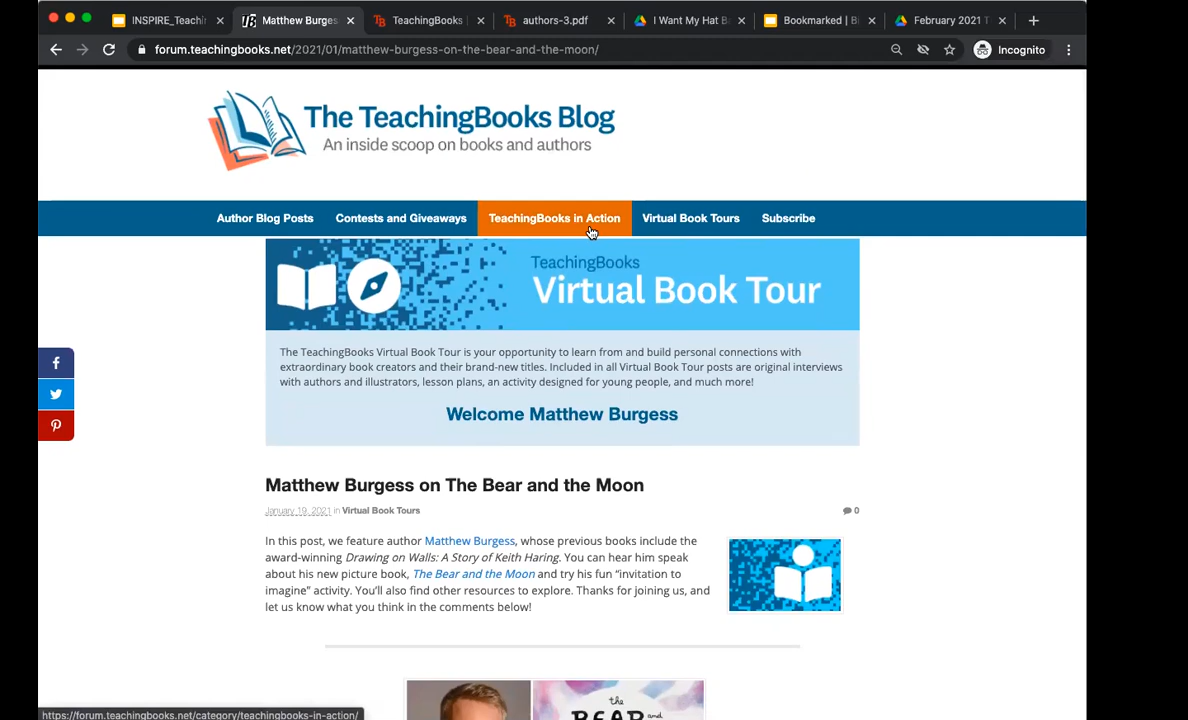 INSPIRE_Teachi
Matthew Burges
TeachingBooks
authors-3.pdf
I Want My Hat B
Bookmarked | Bi
February 2021 T
forum.teachingbooks.net/2021/01/matthew-burgess-on-the-bear-and-the-moon/
Incognito
The TeachingBooks Blog
An inside scoop on books and authors
Author Blog Posts
Contests and Giveaways
TeachingBooks in Action
Virtual Book Tours
Subscribe
TeachingBooks
Virtual Book Tour
The TeachingBooks Virtual Book Tour is your opportunity to learn from and build personal connections with
extraordinary book creators and their brand-new titles. Included in all Virtual Book Tour posts are original interviews
with authors and illustrators, lesson plans, an activity designed for young people, and much more!
Welcome Matthew Burgess
Matthew Burgess on The Bear and the Moon
January 19, 2021 in Virtual Book Tours
0
In this post, we feature author Matthew Burgess, whose previous books include the
award-winning Drawing on Walls: A Story of Keith Haring. You can hear him speak
about his new picture book, The Bear and the Moon and try his fun “invitation to
imagine” activity. You’ll also find other resources to explore. Thanks for joining us, and
let us know what you think in the comments below!
the
BEAR and
https://forum.teachingbooks.net/category/teachingbooks-in-action/